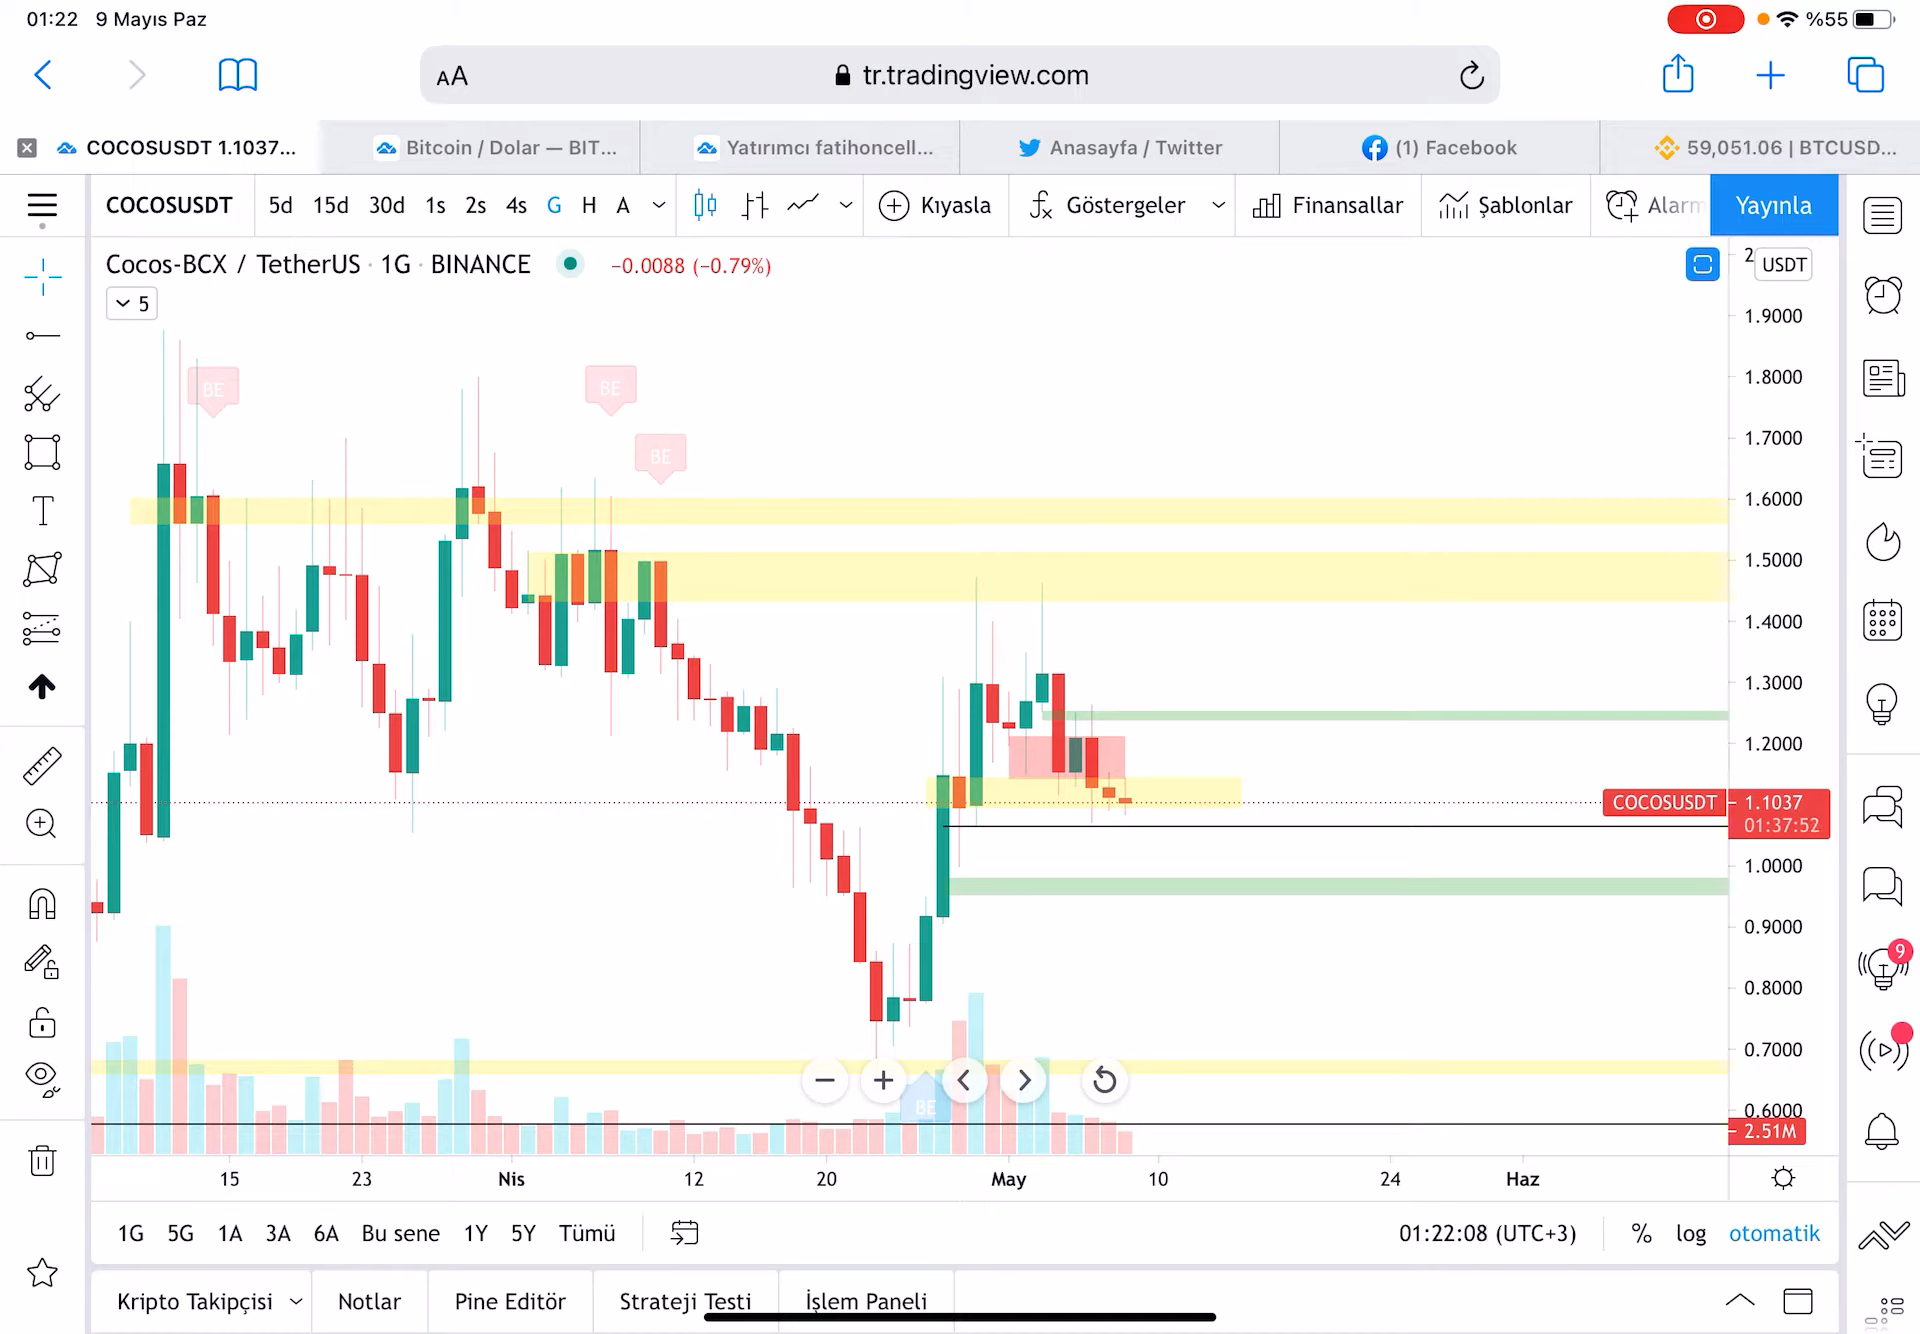 01:22 9 Mayıs Paz
%55
AA tr.tradingview.com
COCOSUSDT 1.1037...
Bitcoin / Dolar — BIT...
Yatırımcı fatihoncell...
Anasayfa / Twitter
(1) Facebook
59,051.06 | BTCUSD...
COCOSUSDT 5d 15d 30d 1s 2s 4s G H A Kıyasla Göstergeler Finansallar Şablonlar Alarm Yayınla
Cocos-BCX / TetherUS · 1G · BINANCE −0.0088 (−0.79%)
2 USDT
5
1.9000
1.8000
BE
BE
1.7000
BE
1.6000
1.5000
1.4000
1.3000
1.2000
COCOSUSDT 1.1037
01:37:52
1.0000
0.9000
0.8000
9
0.7000
BE
0.6000
2.51M
15 23 Nis 12 20 May 10 24 Haz
1G 5G 1A 3A 6A Bu sene 1Y 5Y Tümü
01:22:08 (UTC+3) % log otomatik
Kripto Takipçisi Notlar Pine Editör Strateji Testi İşlem Paneli